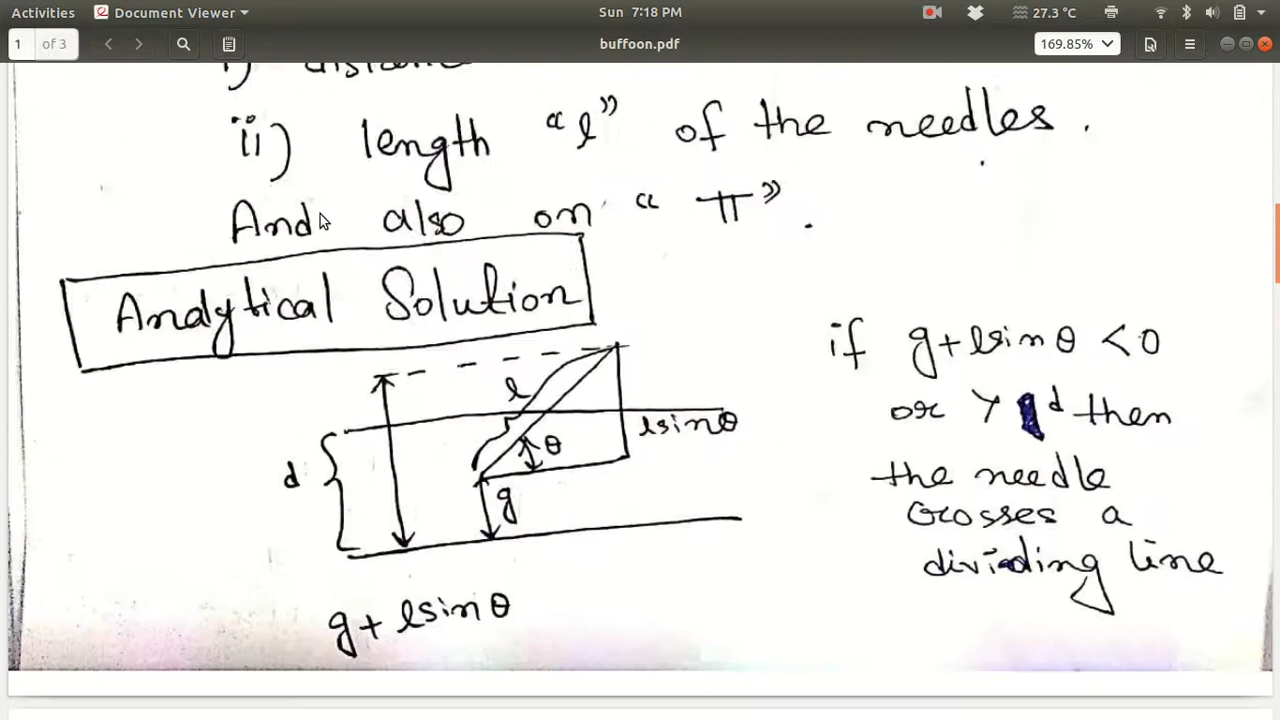 Activities Document Viewer Sun 7:18 PM 27.3 °C
1 of 3 buffoon.pdf 169.85%
ii) length "l" of the needles.
And also on "π".
Analytical Solution
if g+lsinθ <0
or > d then
the needle
crosses a
dividing line
l
lsinθ
θ
d
g
g+lsinθ